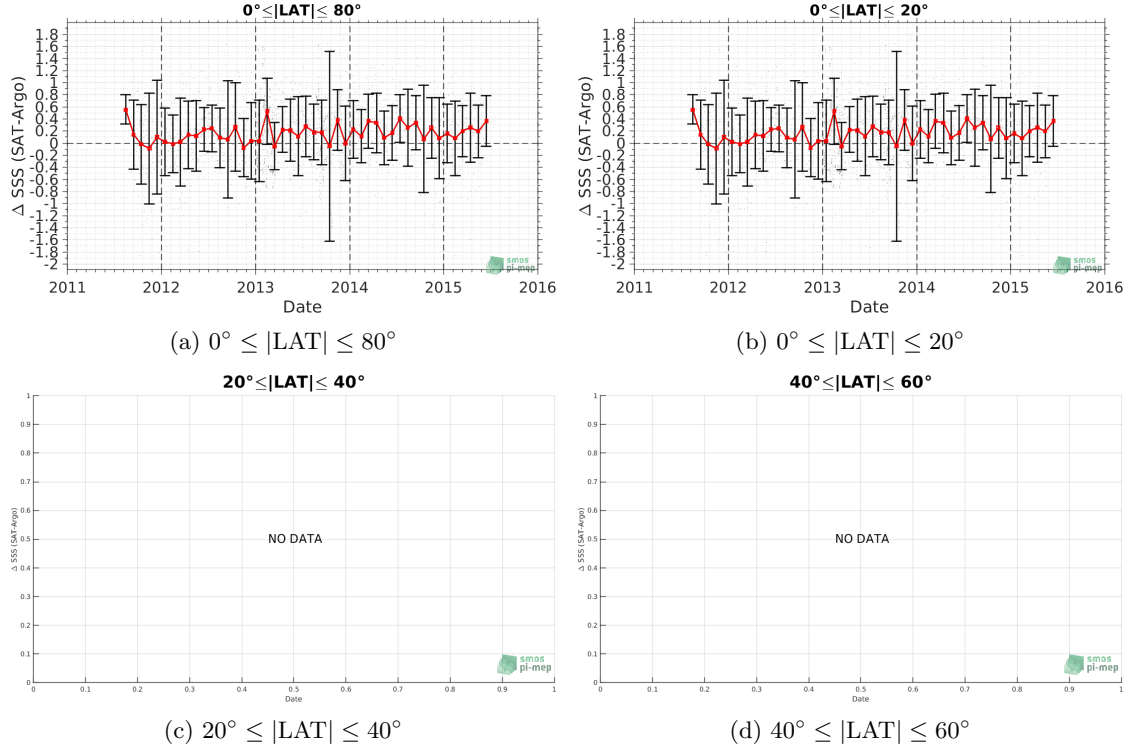 0°≤|LAT|≤ 80°
Δ SSS (SAT-Argo)
1.8
1.6
1.4
1.2
1
0.8
0.6
0.4
0.2
0
-0.2
-0.4
-0.6
-0.8
-1
-1.2
-1.4
-1.6
-1.8
-2
2011 2012 2013 2014 2015 2016
Date
smos
pi-mep
(a) 0° ≤ |LAT| ≤ 80°
0°≤|LAT|≤ 20°
Δ SSS (SAT-Argo)
1.8
1.6
1.4
1.2
1
0.8
0.6
0.4
0.2
0
-0.2
-0.4
-0.6
-0.8
-1
-1.2
-1.4
-1.6
-1.8
-2
2011 2012 2013 2014 2015 2016
Date
smos
pi-mep
(b) 0° ≤ |LAT| ≤ 20°
20°≤|LAT|≤ 40°
Δ SSS (SAT-Argo)
1
0.9
0.8
0.7
0.6
0.5
0.4
0.3
0.2
0.1
0
NO DATA
0 0.1 0.2 0.3 0.4 0.5 0.6 0.7 0.8 0.9 1
Date
smos
pi-mep
(c) 20° ≤ |LAT| ≤ 40°
40°≤|LAT|≤ 60°
Δ SSS (SAT-Argo)
1
0.9
0.8
0.7
0.6
0.5
0.4
0.3
0.2
0.1
0
NO DATA
0 0.1 0.2 0.3 0.4 0.5 0.6 0.7 0.8 0.9 1
Date
smos
pi-mep
(d) 40° ≤ |LAT| ≤ 60°